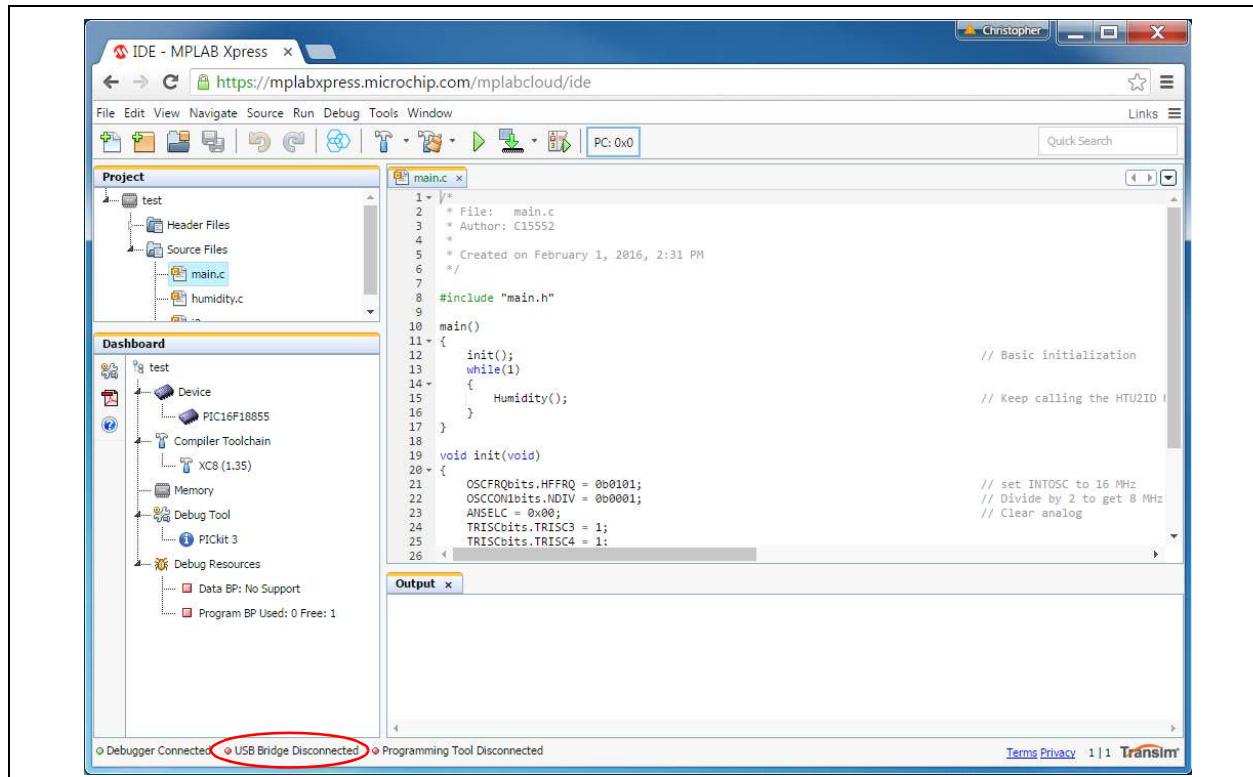 Christopher
IDE - MPLAB Xpress ×
https://mplabxpress.microchip.com/mplabcloud/ide
File Edit View Navigate Source Run Debug Tools Window
Links
PC: 0x0
Quick Search
Project
test
Header Files
Source Files
main.c
humidity.c
Dashboard
test
Device
PIC16F18855
Compiler Toolchain
XC8 (1.35)
Memory
Debug Tool
PICkit 3
Debug Resources
Data BP: No Support
Program BP Used: 0 Free: 1
main.c ×
1 /*
2 * File: main.c
3 * Author: C15552
4 *
5 * Created on February 1, 2016, 2:31 PM
6 */
7
8 #include "main.h"
9
10 main()
11 {
12 init(); // Basic initialization
13 while(1)
14 {
15 Humidity(); // Keep calling the HTU2ID
16 }
17 }
18
19 void init(void)
20 {
21 OSCFRQbits.HFFRQ = 0b0101; // set INTOSC to 16 MHz
22 OSCCON1bits.NDIV = 0b0001; // Divide by 2 to get 8 MHz
23 ANSELC = 0x00; // Clear analog
24 TRISCbits.TRISC3 = 1;
25 TRISCbits.TRISC4 = 1;
26
Output ×
Debugger Connected USB Bridge Disconnected Programming Tool Disconnected
Terms Privacy 1 | 1 Transim